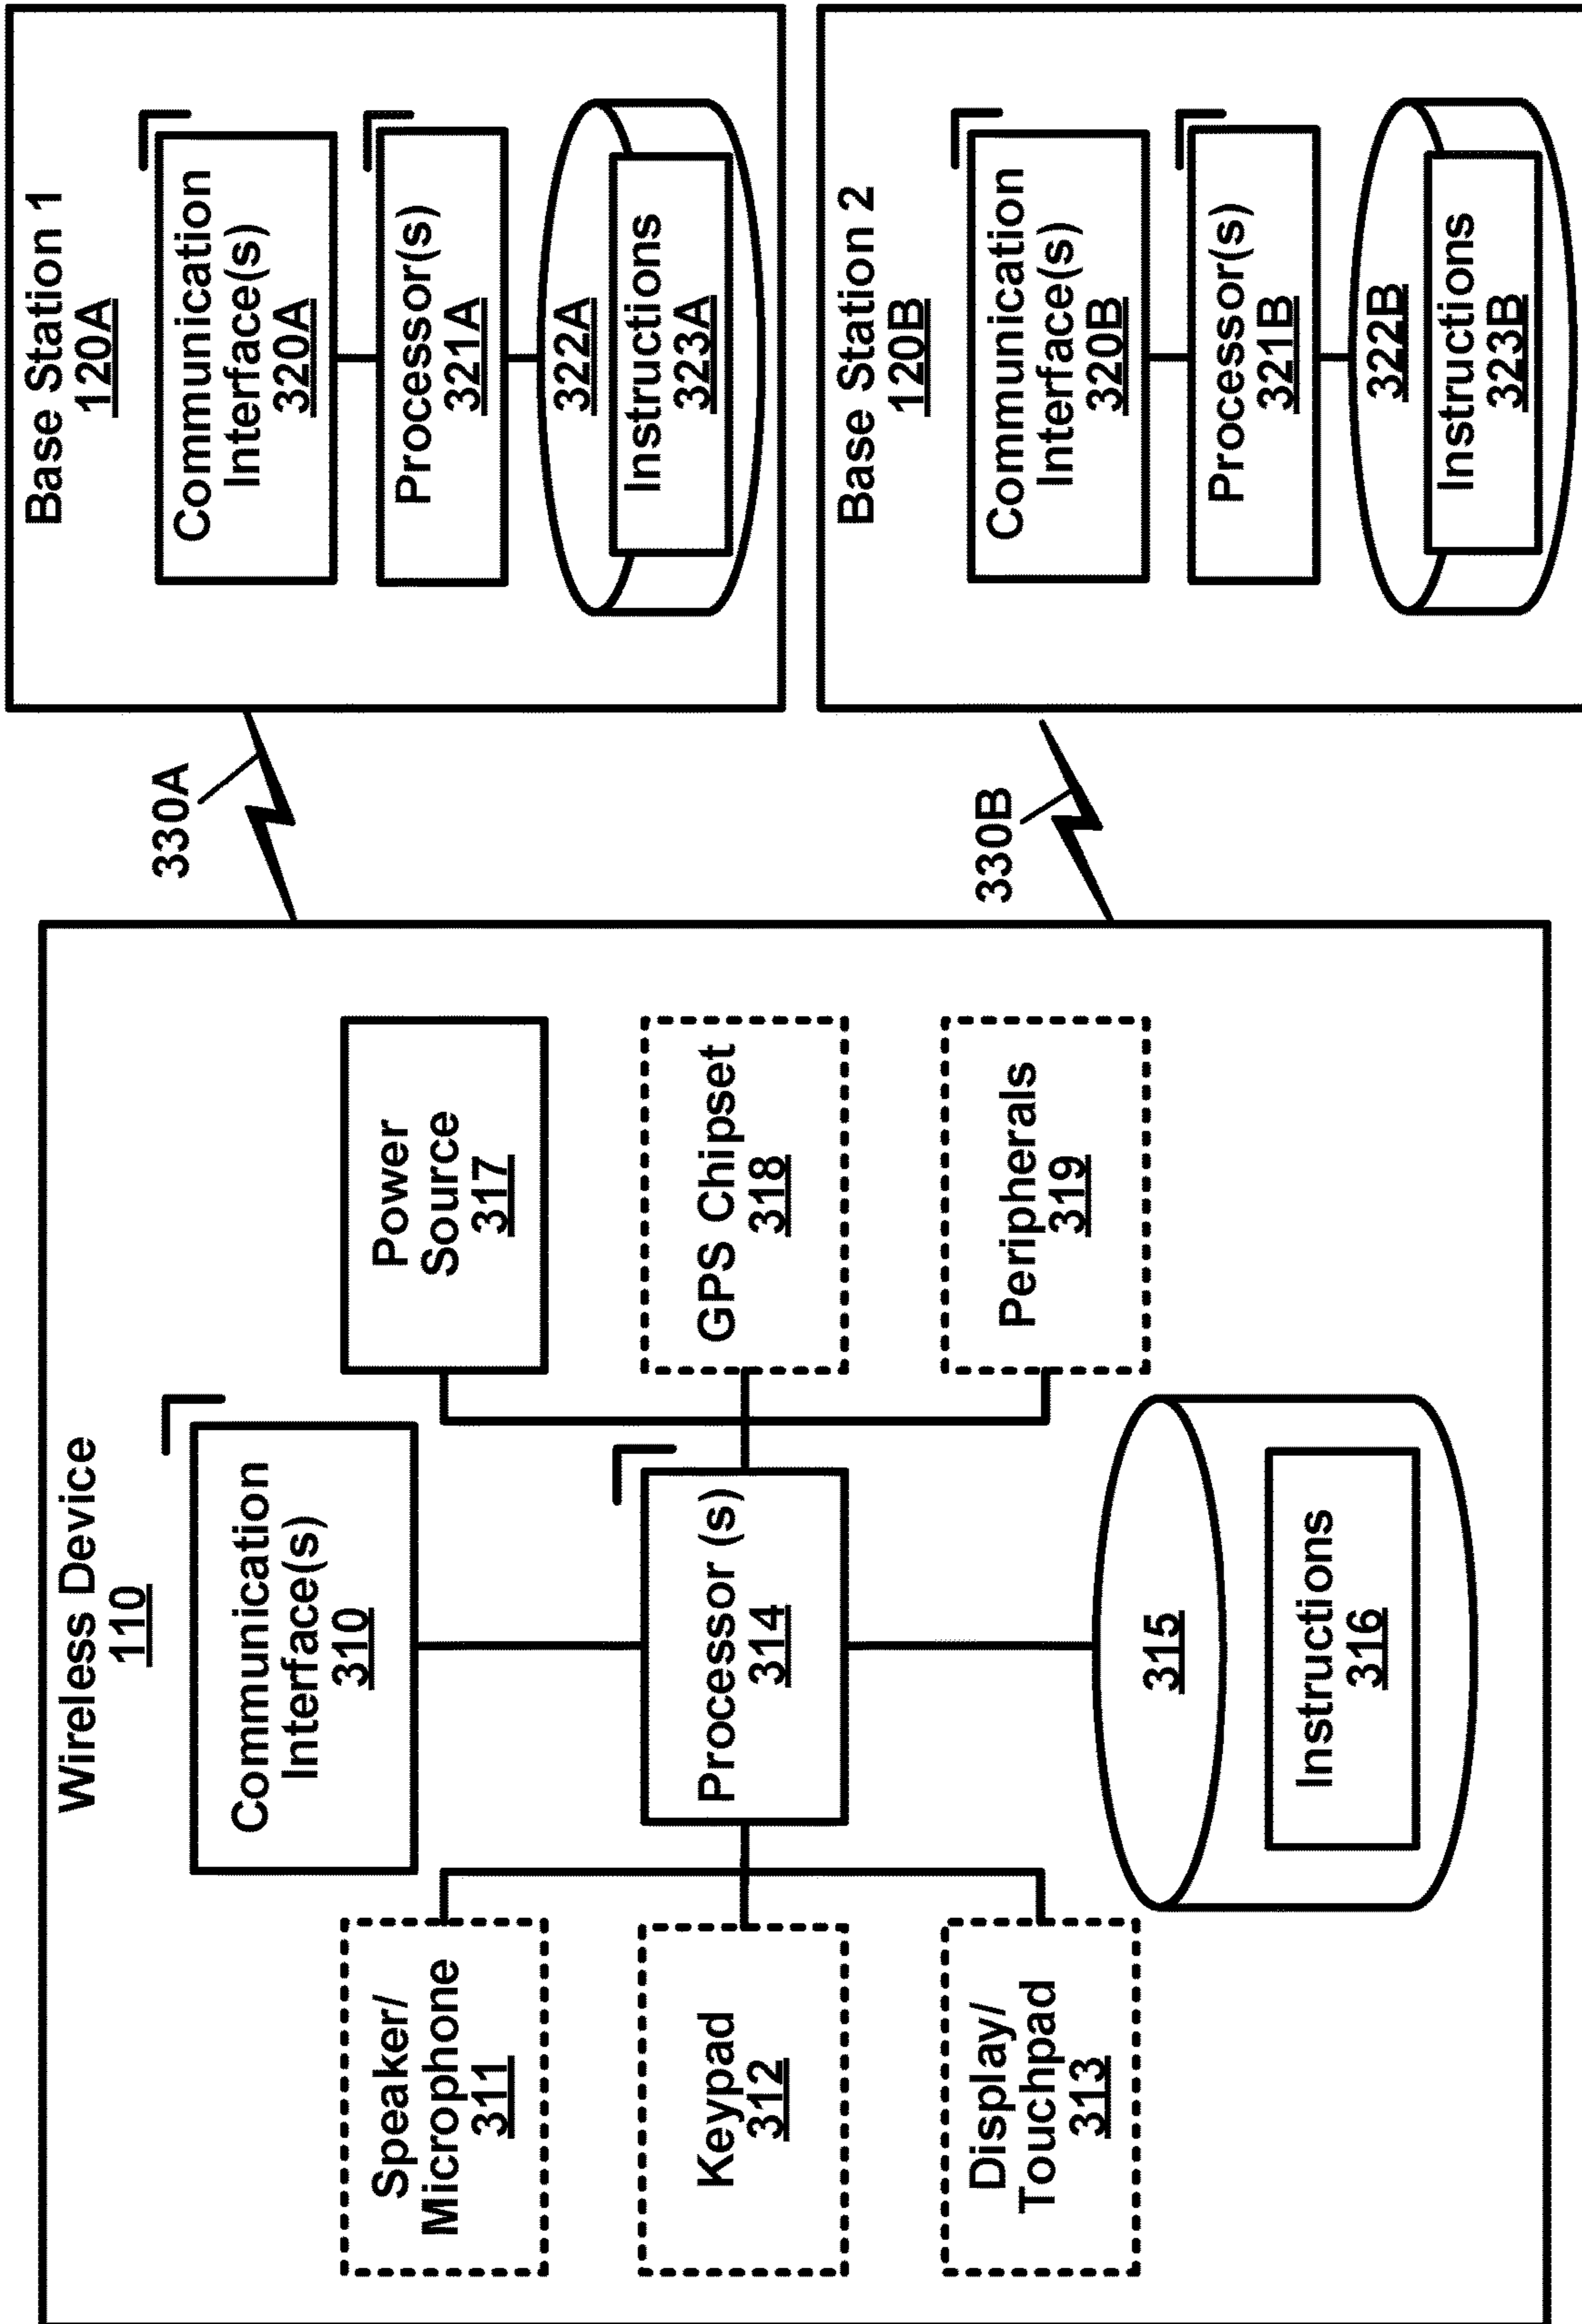 Wireless Device
110
Communication
Interface(s)
310
Speaker/
Microphone
311
Power
Source
317
Keypad
312
Processor (s)
314
GPS Chipset
318
Display/
Touchpad
313
Peripherals
319
315
Instructions
316
330A
330B
Base Station 1
120A
Communication
Interface(s)
320A
Processor(s)
321A
322A
Instructions
323A
Base Station 2
120B
Communication
Interface(s)
320B
Processor(s)
321B
322B
Instructions
323B